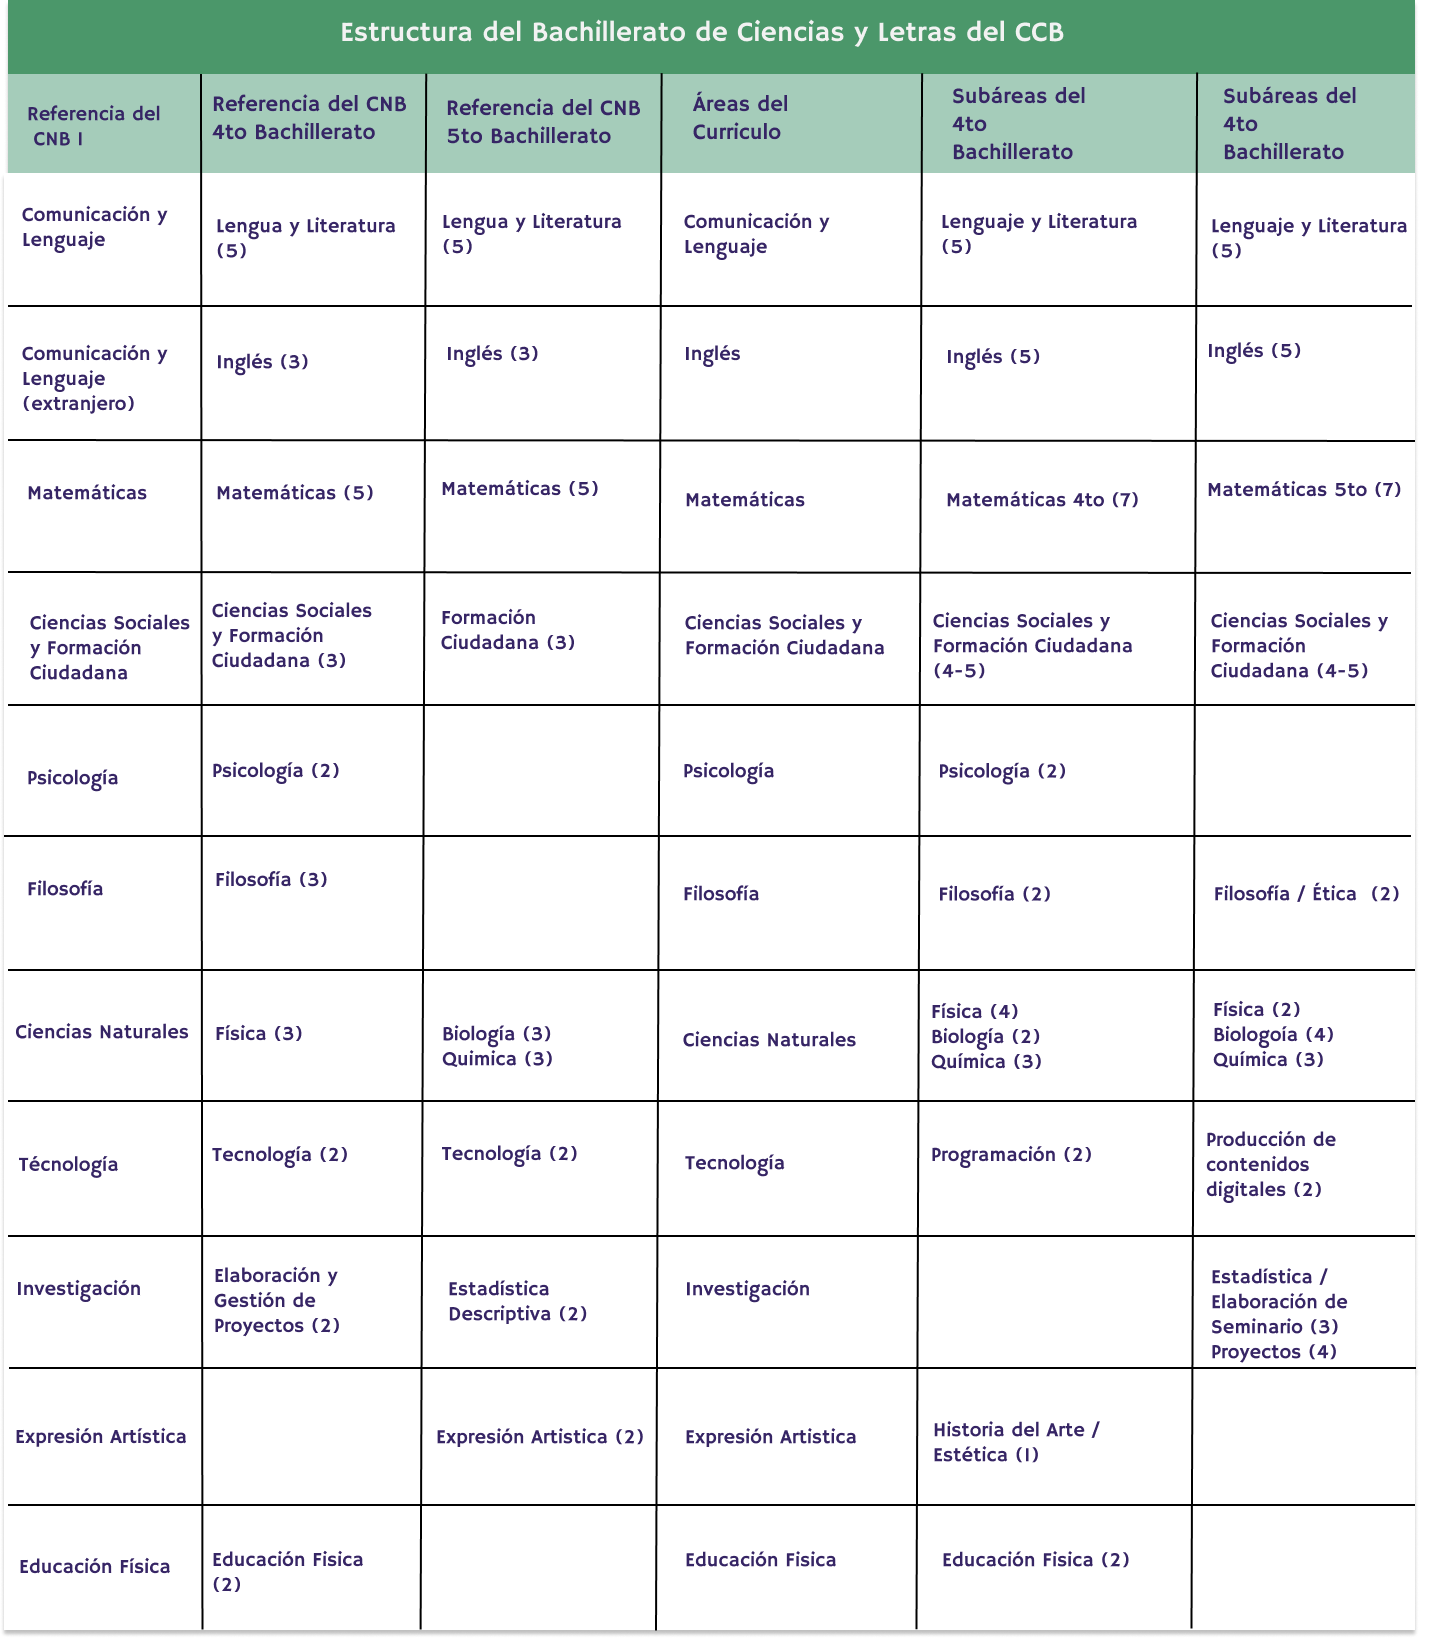 Estructura del Bachillerato de Ciencias y Letras del CCB
Referencia del
CNB 1
Referencia del CNB
4to Bachillerato
Referencia del CNB
5to Bachillerato
Áreas del
Curriculo
Subáreas del
4to
Bachillerato
Subáreas del
4to
Bachillerato
Comunicación y
Lenguaje
Lengua y Literatura
(5)
Lengua y Literatura
(5)
Comunicación y
Lenguaje
Lenguaje y Literatura
(5)
Lenguaje y Literatura
(5)
Comunicación y
Lenguaje
(extranjero)
Inglés (3)
Inglés (3)
Inglés
Inglés (5)
Inglés (5)
Matemáticas
Matemáticas (5)
Matemáticas (5)
Matemáticas
Matemáticas 4to (7)
Matemáticas 5to (7)
Ciencias Sociales
y Formación
Ciudadana
Ciencias Sociales
y Formación
Ciudadana (3)
Formación
Ciudadana (3)
Ciencias Sociales y
Formación Ciudadana
Ciencias Sociales y
Formación Ciudadana
(4-5)
Ciencias Sociales y
Formación
Ciudadana (4-5)
Psicología
Psicología (2)
Psicología
Psicología (2)
Filosofía
Filosofía (3)
Filosofía
Filosofía (2)
Filosofía / Ética (2)
Ciencias Naturales
Física (3)
Biología (3)
Quimica (3)
Ciencias Naturales
Física (4)
Biología (2)
Química (3)
Física (2)
Biologoía (4)
Química (3)
Técnología
Tecnología (2)
Tecnología (2)
Tecnología
Programación (2)
Producción de
contenidos
digitales (2)
Investigación
Elaboración y
Gestión de
Proyectos (2)
Estadística
Descriptiva (2)
Investigación
Estadística /
Elaboración de
Seminario (3)
Proyectos (4)
Expresión Artística
Expresión Artistica (2)
Expresión Artistica
Historia del Arte /
Estética (1)
Educación Física
Educación Fisica
(2)
Educación Fisica
Educación Fisica (2)